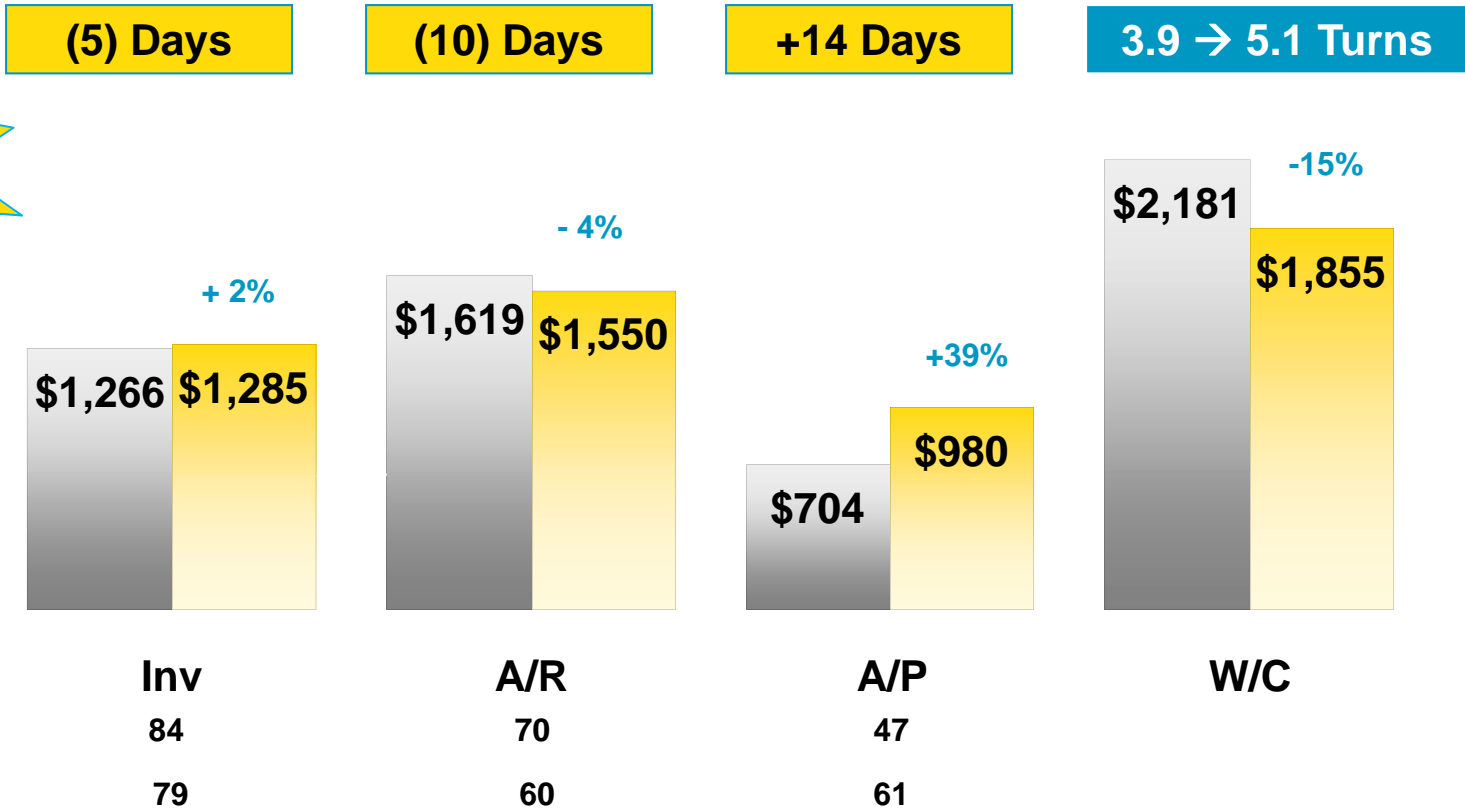 (5) Days
(10) Days
+14 Days
3.9 → 5.1 Turns
+ 2%
- 4%
+39%
-15%
$1,266
$1,285
$1,619
$1,550
$704
$980
$2,181
$1,855
Inv
A/R
A/P
W/C
84
70
47
79
60
61